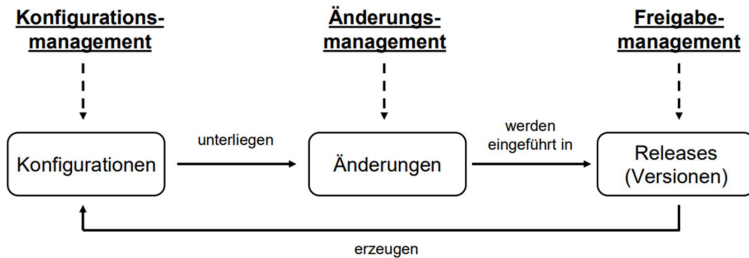 Konfigurations-
management
Änderungs-
management
Freigabe-
management
Konfigurationen
unterliegen
Änderungen
werden
eingeführt in
Releases
(Versionen)
erzeugen